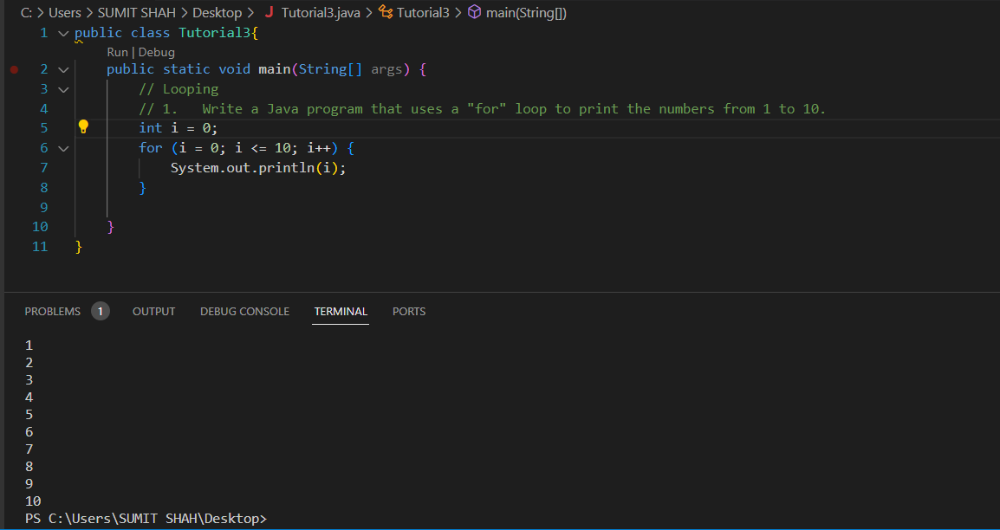 C: > Users > SUMIT SHAH > Desktop > J Tutorial3.java > Tutorial3 > main(String[])
1 public class Tutorial3{
Run | Debug
2 public static void main(String[] args) {
3 // Looping
4 // 1.   Write a Java program that uses a "for" loop to print the numbers from 1 to 10.
5 int i = 0;
6 for (i = 0; i <= 10; i++) {
7 System.out.println(i);
8 }
9
10 }
11 }
PROBLEMS 1 OUTPUT DEBUG CONSOLE TERMINAL PORTS
1
2
3
4
5
6
7
8
9
10
PS C:\Users\SUMIT SHAH\Desktop>